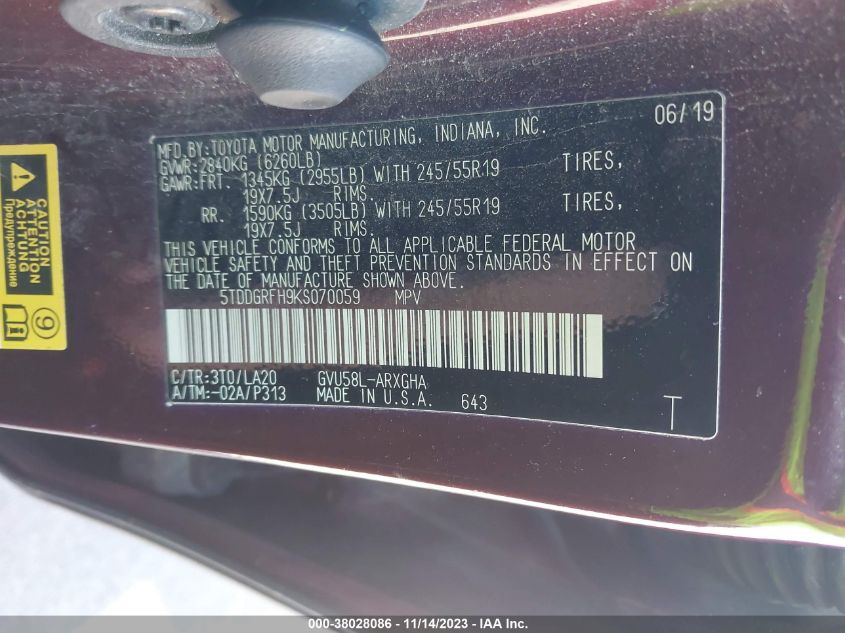 06/19
MFD.BY:TOYOTA MOTOR MANUFACTURING, INDIANA, INC.
GVWR:2840KG (6260LB)
GAWR:FRT. 1345KG (2955LB) WITH 245/55R19 TIRES,
19X7.5J RIMS.
RR. 1590KG (3505LB) WITH 245/55R19 TIRES,
19X7.5J RIMS.
THIS VEHICLE CONFORMS TO ALL APPLICABLE FEDERAL MOTOR
VEHICLE SAFETY AND THEFT PREVENTION STANDARDS IN EFFECT ON
THE DATE OF MANUFACTURE SHOWN ABOVE.
5TDDGRFH9KS070059 MPV
C/TR:3T0/LA20 GVU58L-ARXGHA
A/TM:-02A/P313 MADE IN U.S.A. 643
T
CAUTION
ATTENTION
ACHTUNG
Предупреждение
9
000-38028086 - 11/14/2023 - IAA Inc.